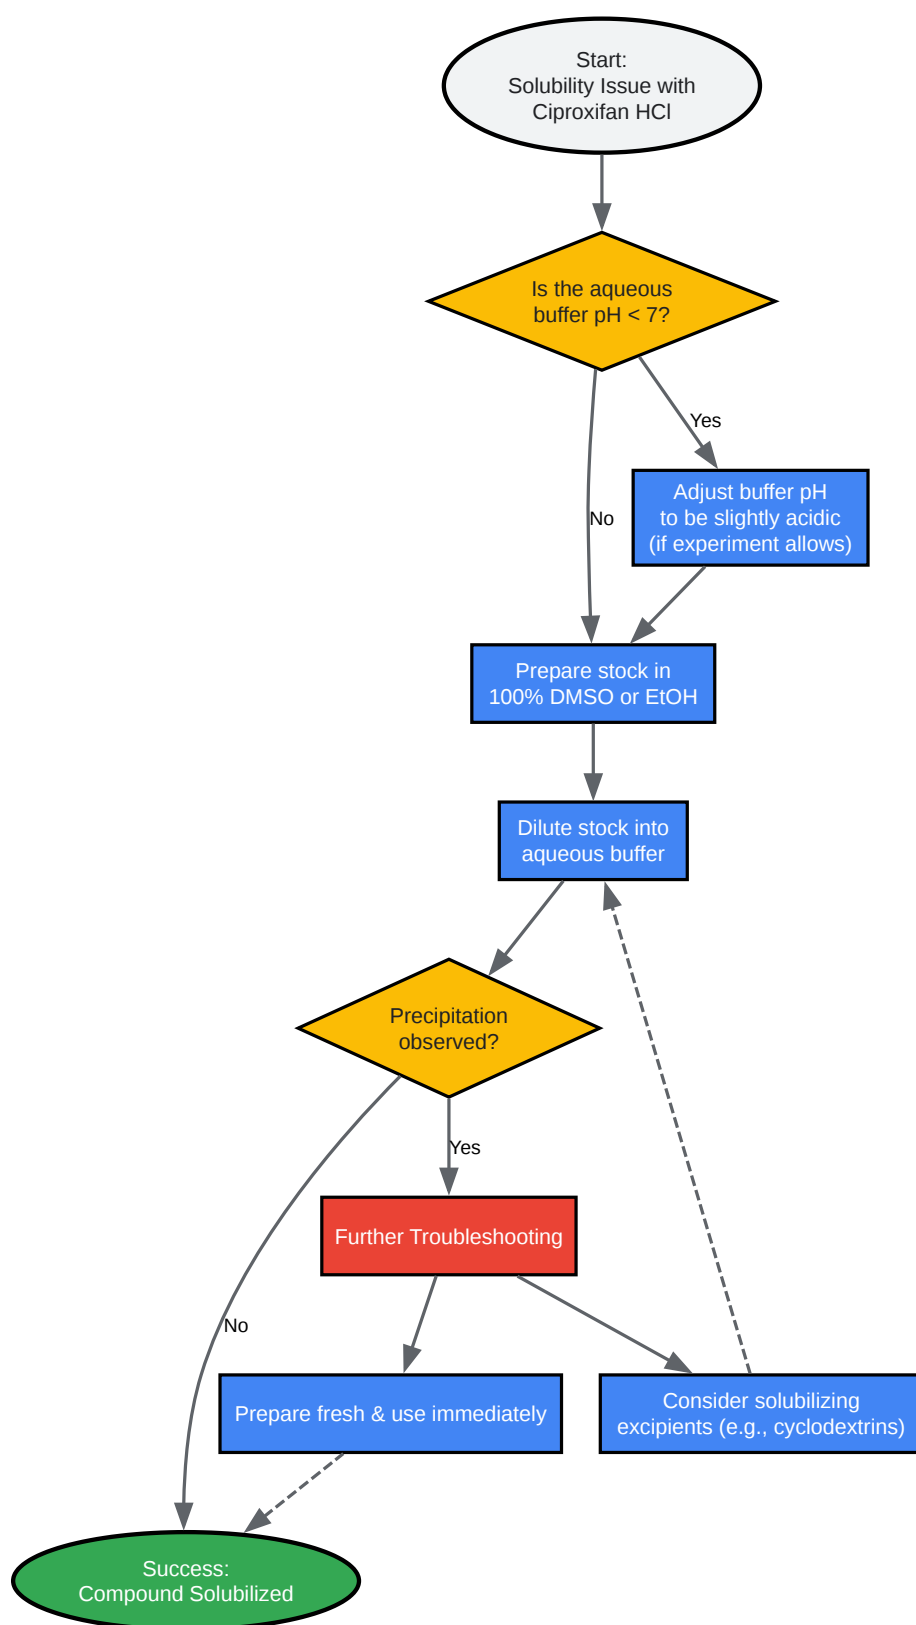 Start:
Solubility Issue with
Ciproxifan HCl
Is the aqueous
buffer pH < 7?
Yes
Adjust buffer pH
to be slightly acidic
(if experiment allows)
No
Prepare stock in
100% DMSO or EtOH
Dilute stock into
aqueous buffer
Precipitation
observed?
Yes
Further Troubleshooting
No
Prepare fresh & use immediately
Consider solubilizing
excipients (e.g., cyclodextrins)
Success:
Compound Solubilized